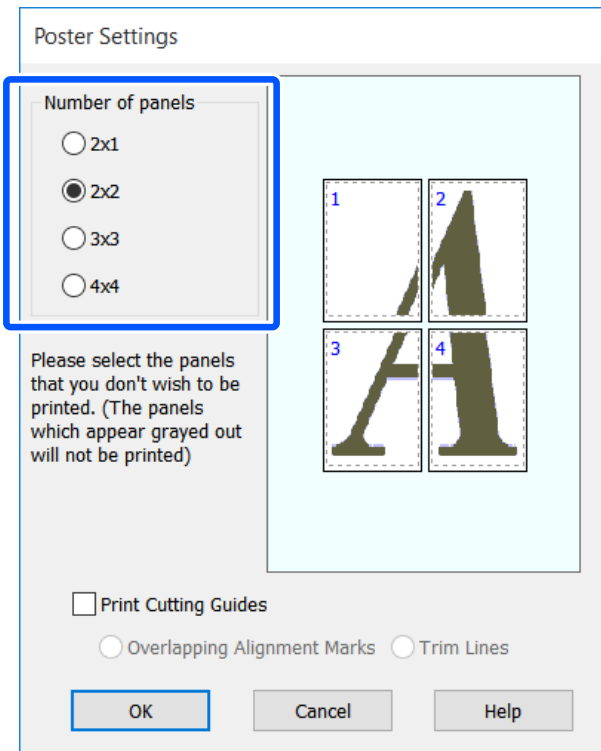 Poster Settings
Number of panels
2x1
2x2
3x3
4x4
1
2
3
4
Please select the panels
that you don't wish to be
printed. (The panels
which appear grayed out
will not be printed)
Print Cutting Guides
Overlapping Alignment Marks Trim Lines
OK Cancel Help